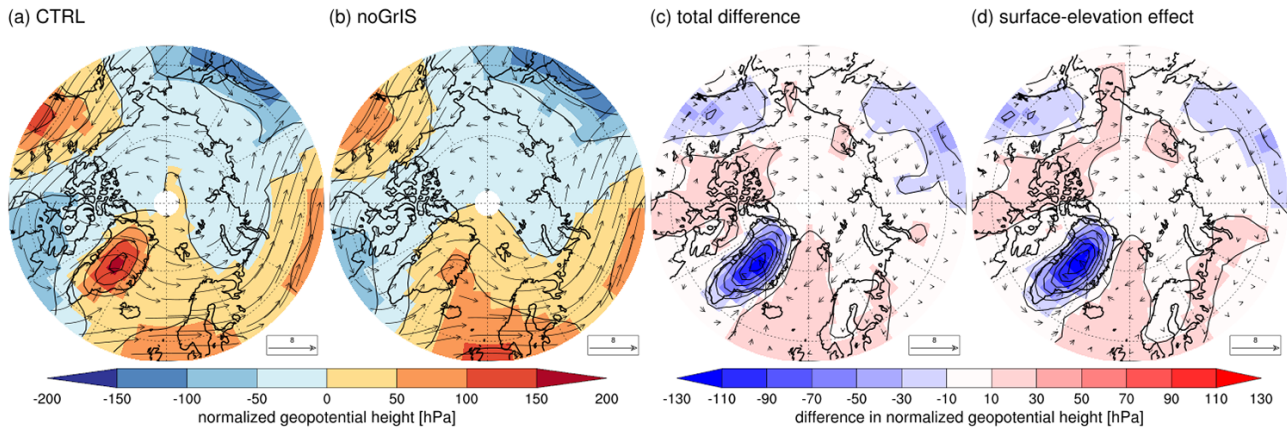 (a) CTRL
(b) noGrIS
(c) total difference
(d) surface-elevation effect
8
8
8
8
-200 -150 -100 -50 0 50 100 150 200
normalized geopotential height [hPa]
-130 -110 -90 -70 -50 -30 -10 10 30 50 70 90 110 130
difference in normalized geopotential height [hPa]